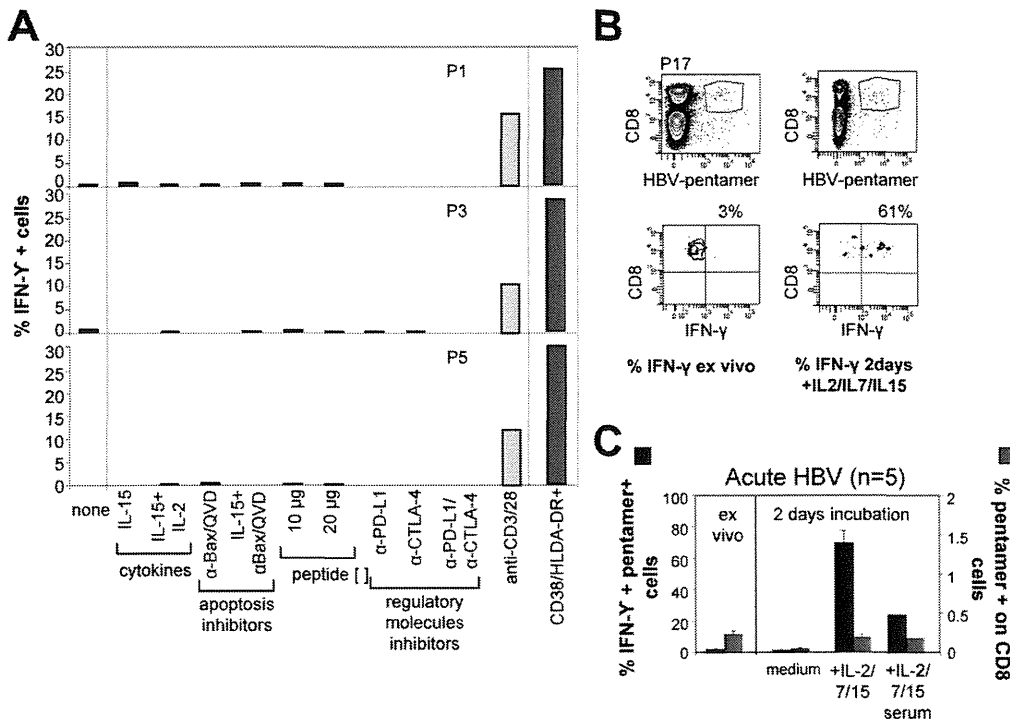 A
% IFN-ϒ + cells
30
25
20
15
10
5
0
P1
30
25
20
15
10
5
0
P3
30
25
20
15
10
5
0
P5
none
IL-15
IL-15+
IL-2
α-Bax/QVD
IL-15+
αBax/QVD
10 µg
20 µg
α-PD-L1
α-CTLA-4
α-PD-L1/
α-CTLA-4
anti-CD3/28
CD38/HLDA-DR+
cytokines
apoptosis
inhibitors
peptide [ ]
regulatory
molecules
inhibitors
B
P17
CD8
HBV-pentamer
CD8
HBV-pentamer
3%
CD8
IFN-γ
61%
CD8
IFN-γ
% IFN-γ ex vivo
% IFN-γ 2days
+IL2/IL7/IL15
C
Acute HBV (n=5)
% IFN-ϒ + pentamer+
cells
100
80
60
40
20
0
ex
vivo
2 days incubation
2
1.5
1
0.5
0
% pentamer + on CD8
cells
medium
+IL-2/
7/15
+IL-2/
7/15
serum